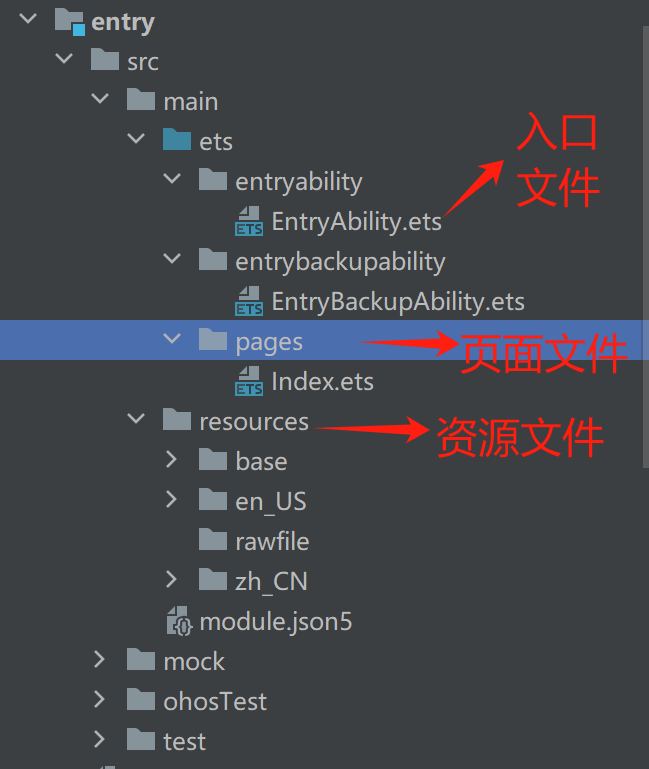 entry
src
main
ets
entryability
入口
文件
EntryAbility.ets
entrybackupability
EntryBackupAbility.ets
pages 页面文件
Index.ets
resources 资源文件
base
en_US
rawfile
zh_CN
module.json5
mock
ohosTest
test